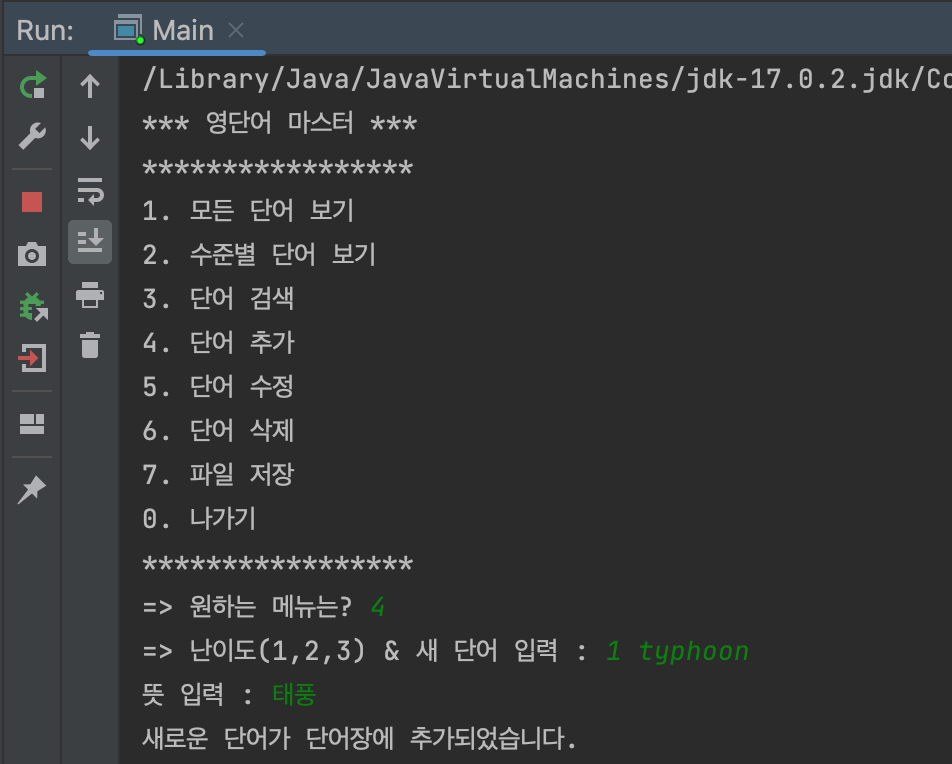 Run: Main
/Library/Java/JavaVirtualMachines/jdk-17.0.2.jdk/Co
*** 영단어 마스터 ***
*****************
1. 모든 단어 보기
2. 수준별 단어 보기
3. 단어 검색
4. 단어 추가
5. 단어 수정
6. 단어 삭제
7. 파일 저장
0. 나가기
*****************
=> 원하는 메뉴는? 4
=> 난이도(1,2,3) & 새 단어 입력 : 1 typhoon
뜻 입력 : 태풍
새로운 단어가 단어장에 추가되었습니다.